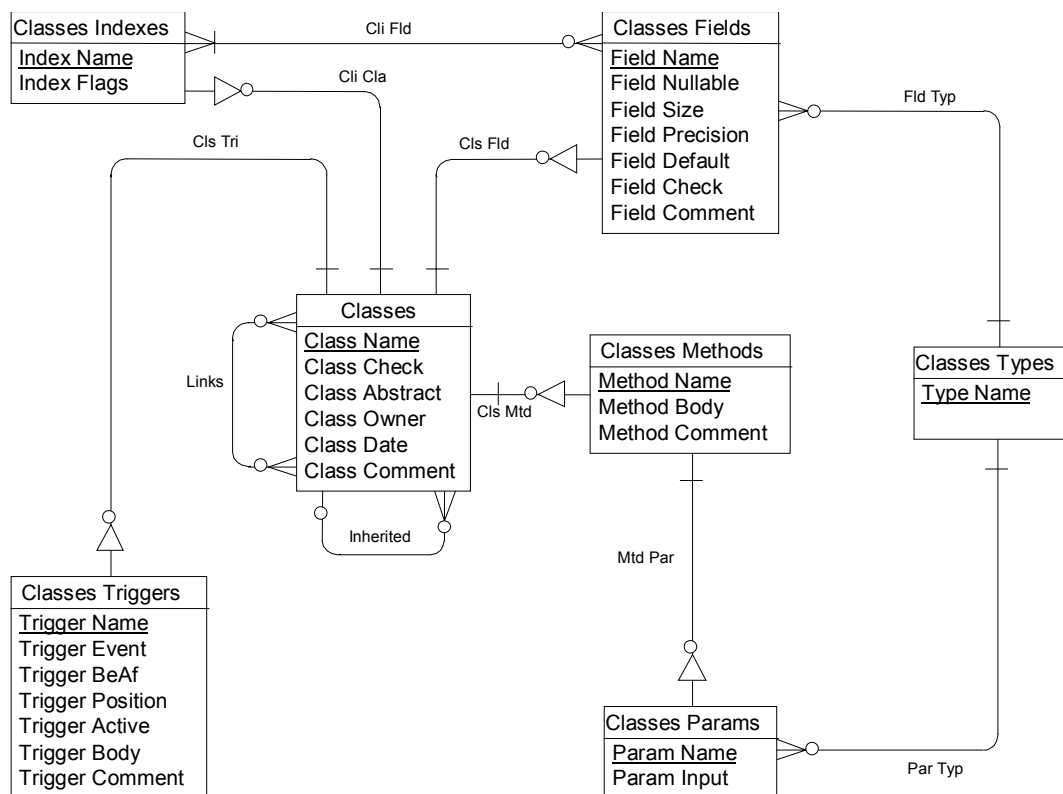 Classes Indexes
Index Name
Index Flags
Cli Fld
Classes Fields
Field Name
Field Nullable
Field Size
Field Precision
Field Default
Field Check
Field Comment
Cli Cla
Fld Typ
Cls Tri
Cls Fld
Classes
Class Name
Class Check
Class Abstract
Class Owner
Class Date
Class Comment
Links
Inherited
Cls Mtd
Classes Methods
Method Name
Method Body
Method Comment
Classes Types
Type Name
Mtd Par
Classes Triggers
Trigger Name
Trigger Event
Trigger BeAf
Trigger Position
Trigger Active
Trigger Body
Trigger Comment
Classes Params
Param Name
Param Input
Par Typ